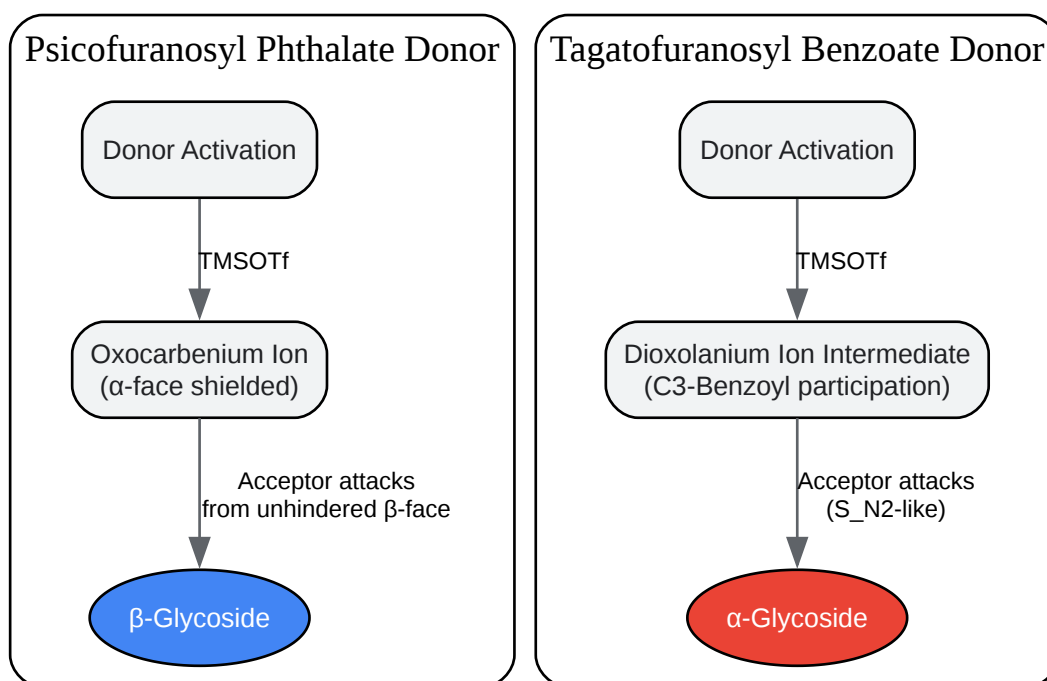 Psicofuranosyl Phthalate Donor
Donor Activation
TMSOTf
Oxocarbenium Ion
(α-face shielded)
Acceptor attacks
from unhindered β-face
β-Glycoside
Tagatofuranosyl Benzoate Donor
Donor Activation
TMSOTf
Dioxolanium Ion Intermediate
(C3-Benzoyl participation)
Acceptor attacks
(S_N2-like)
α-Glycoside